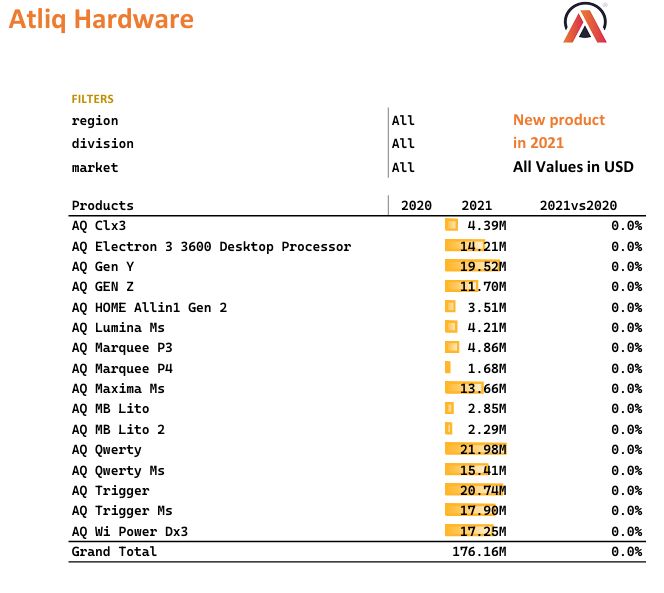 Atliq Hardware
FILTERS
region All New product
division All in 2021
market All All Values in USD
Products 2020 2021 2021vs2020
AQ Clx3 4.39M 0.0%
AQ Electron 3 3600 Desktop Processor 14.21M 0.0%
AQ Gen Y 19.52M 0.0%
AQ GEN Z 11.70M 0.0%
AQ HOME Allin1 Gen 2 3.51M 0.0%
AQ Lumina Ms 4.21M 0.0%
AQ Marquee P3 4.86M 0.0%
AQ Marquee P4 1.68M 0.0%
AQ Maxima Ms 13.66M 0.0%
AQ MB Lito 2.85M 0.0%
AQ MB Lito 2 2.29M 0.0%
AQ Qwerty 21.98M 0.0%
AQ Qwerty Ms 15.41M 0.0%
AQ Trigger 20.74M 0.0%
AQ Trigger Ms 17.90M 0.0%
AQ Wi Power Dx3 17.25M 0.0%
Grand Total 176.16M 0.0%